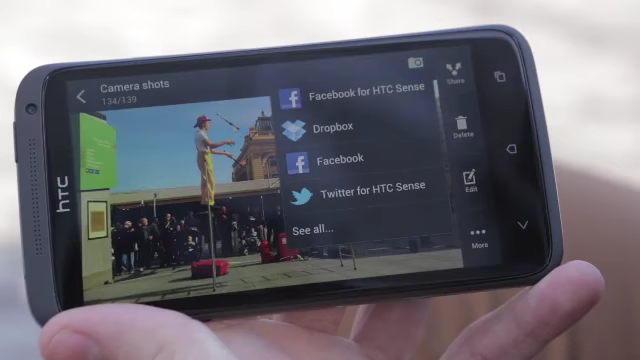 Camera shots
134/139
Facebook for HTC Sense
Dropbox
Facebook
Twitter for HTC Sense
See all...
Share
Delete
Edit
More
hTC